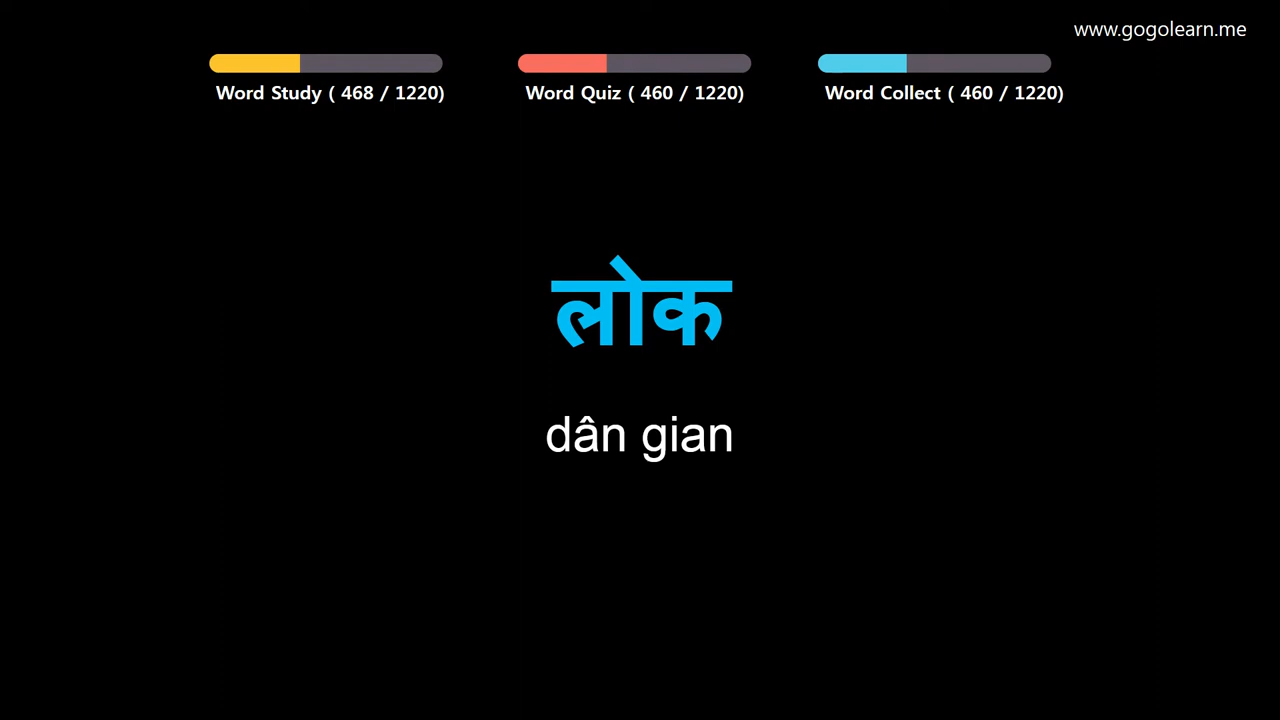 www.gogolearn.me
Word Study ( 468 / 1220)
Word Quiz ( 460 / 1220)
Word Collect ( 460 / 1220)
लोक
dân gian